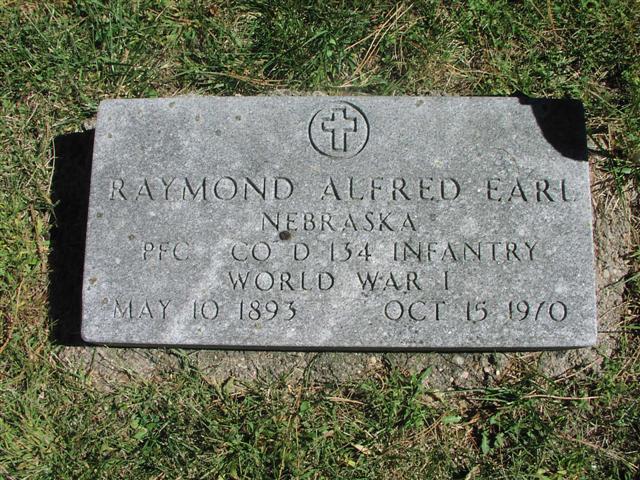 RAYMOND ALFRED EARL
NEBRASKA
PFC CO D 134 INFANTRY
WORLD WAR I
MAY 10 1893 OCT 15 1970